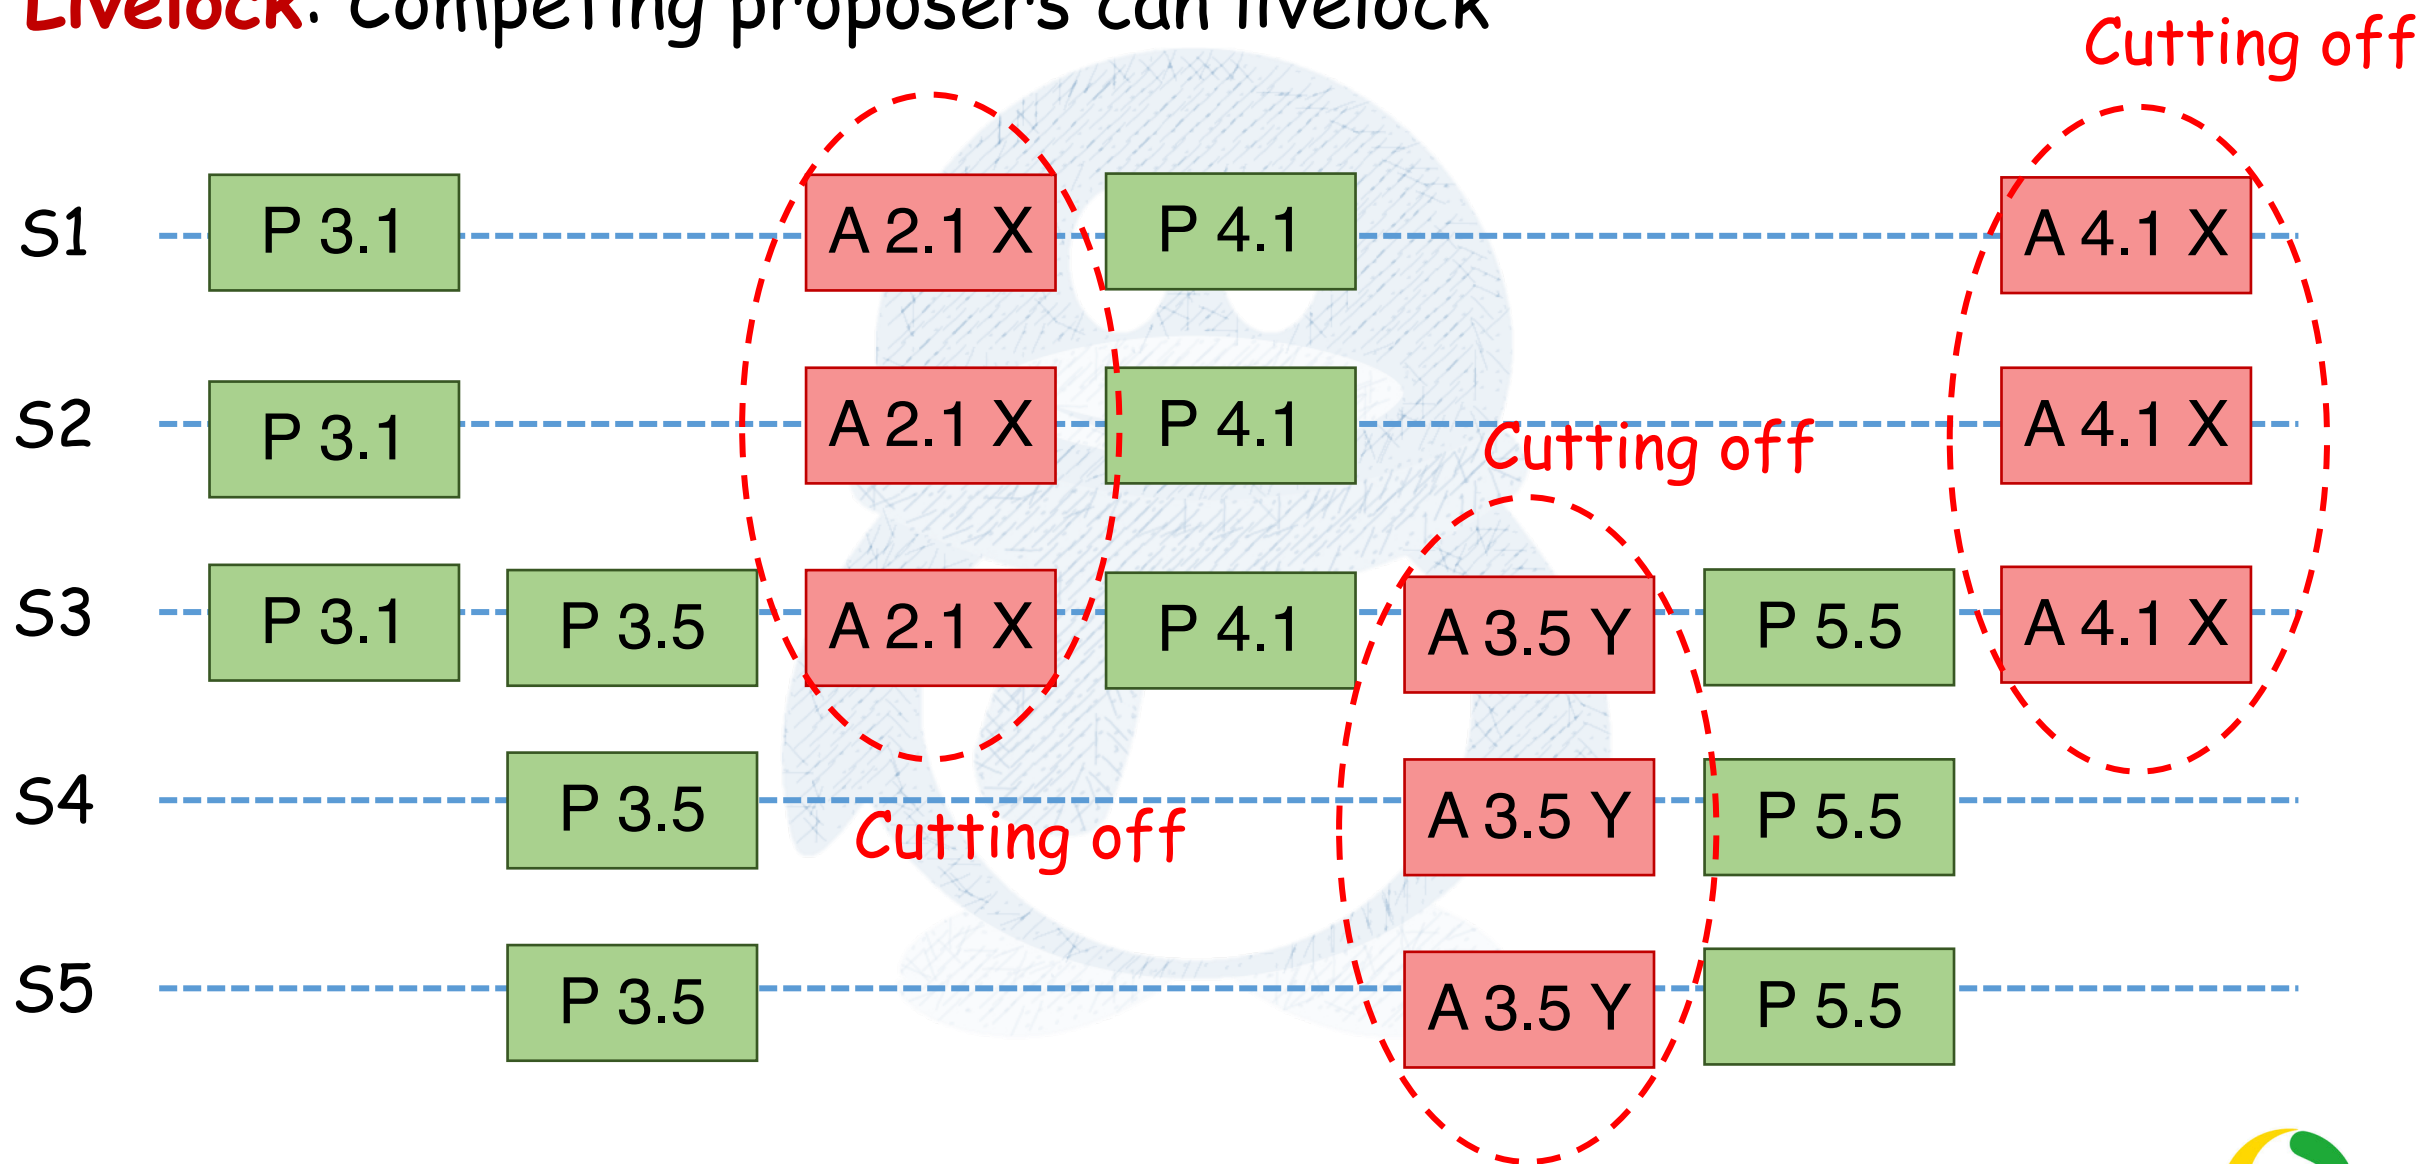 Livelock: Competing proposers can livelock
Cutting off
S1 P 3.1 A 2.1 X P 4.1 A 4.1 X
S2 P 3.1 A 2.1 X P 4.1 A 4.1 X
Cutting off
S3 P 3.1 P 3.5 A 2.1 X P 4.1 A 3.5 Y P 5.5 A 4.1 X
S4 P 3.5 A 3.5 Y P 5.5
Cutting off
S5 P 3.5 A 3.5 Y P 5.5